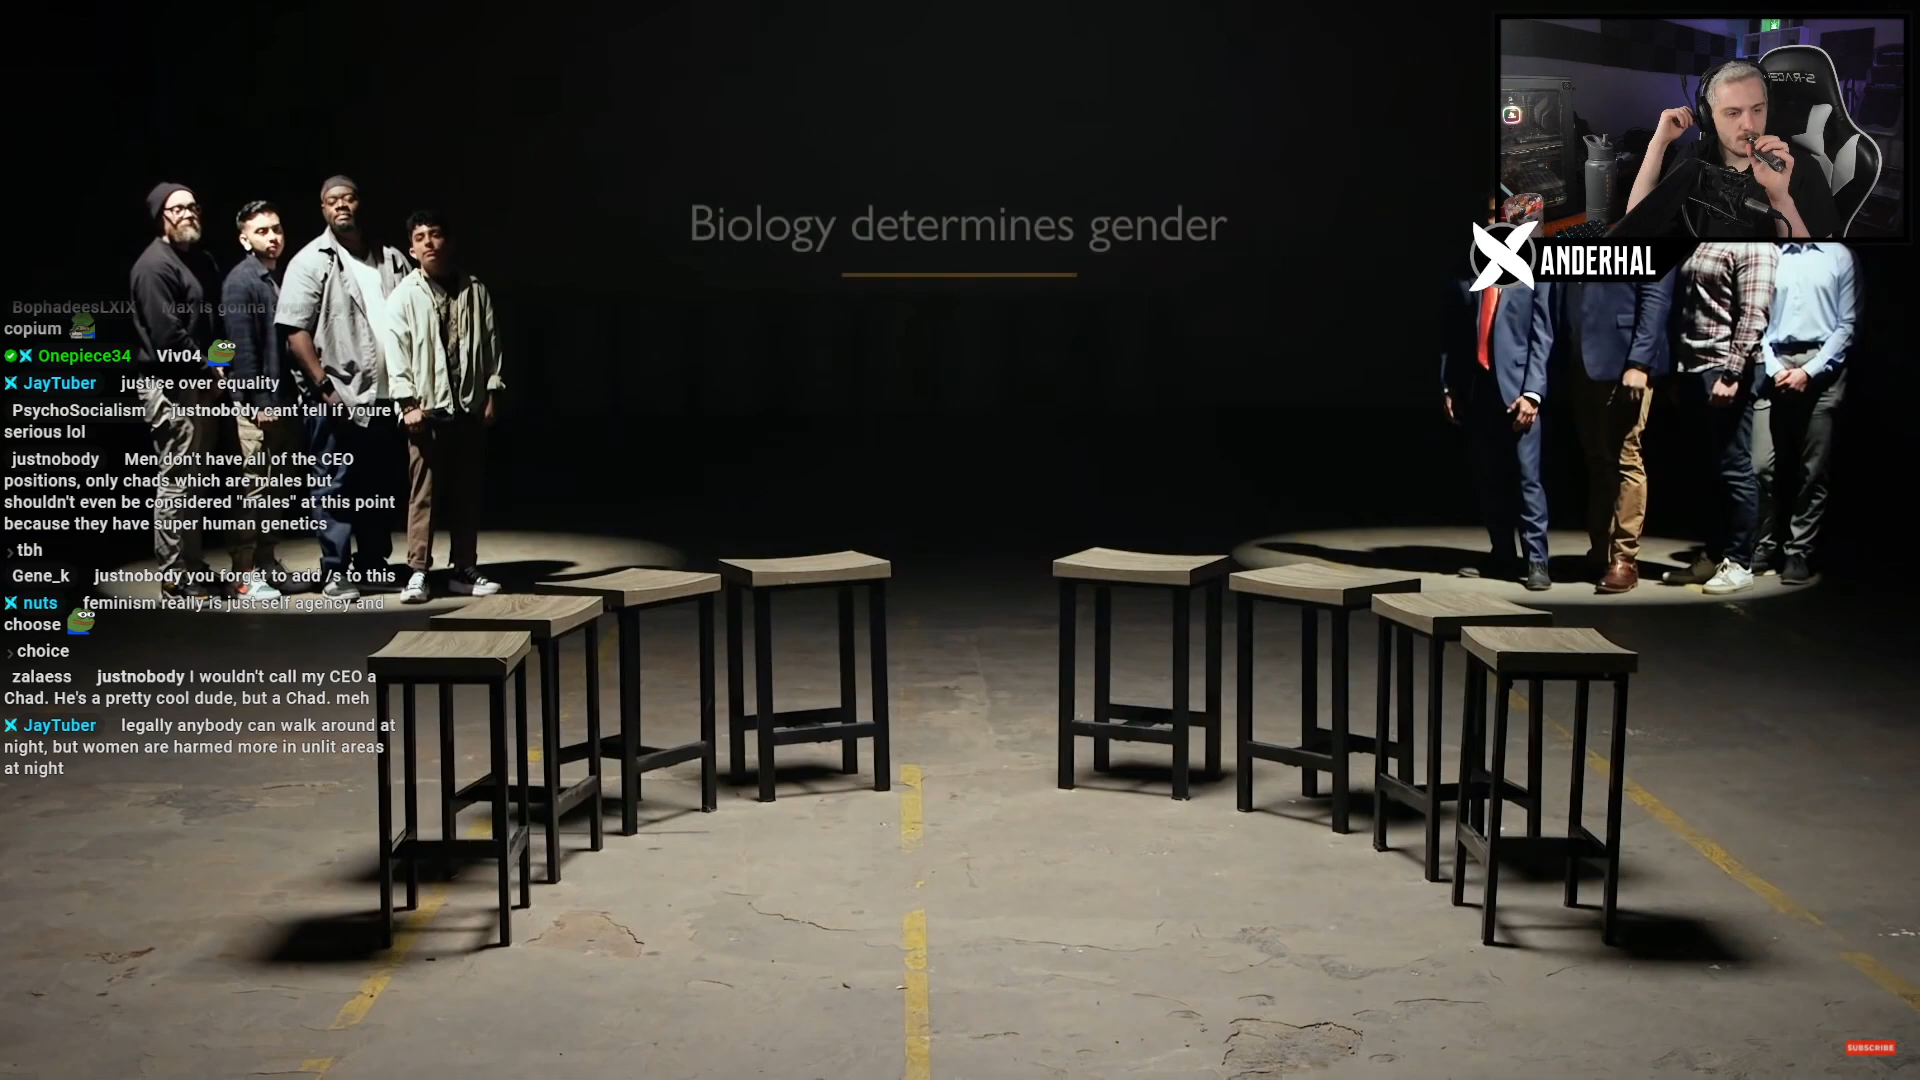 Biology determines gender
ANDERHAL
BophadeesLXIX Max is gonna
copium
Onepiece34 Viv04
JayTuber justice over equality
PsychoSocialism justnobody cant tell if youre
serious lol
justnobody Men don't have all of the CEO
positions, only chads which are males but
shouldn't even be considered "males" at this point
because they have super human genetics
tbh
Gene_k justnobody you forget to add /s to this
nuts feminism really is just self agency and
choose
choice
zalaess justnobody I wouldn't call my CEO a
Chad. He's a pretty cool dude, but a Chad. meh
JayTuber legally anybody can walk around at
night, but women are harmed more in unlit areas
at night
SUBSCRIBE